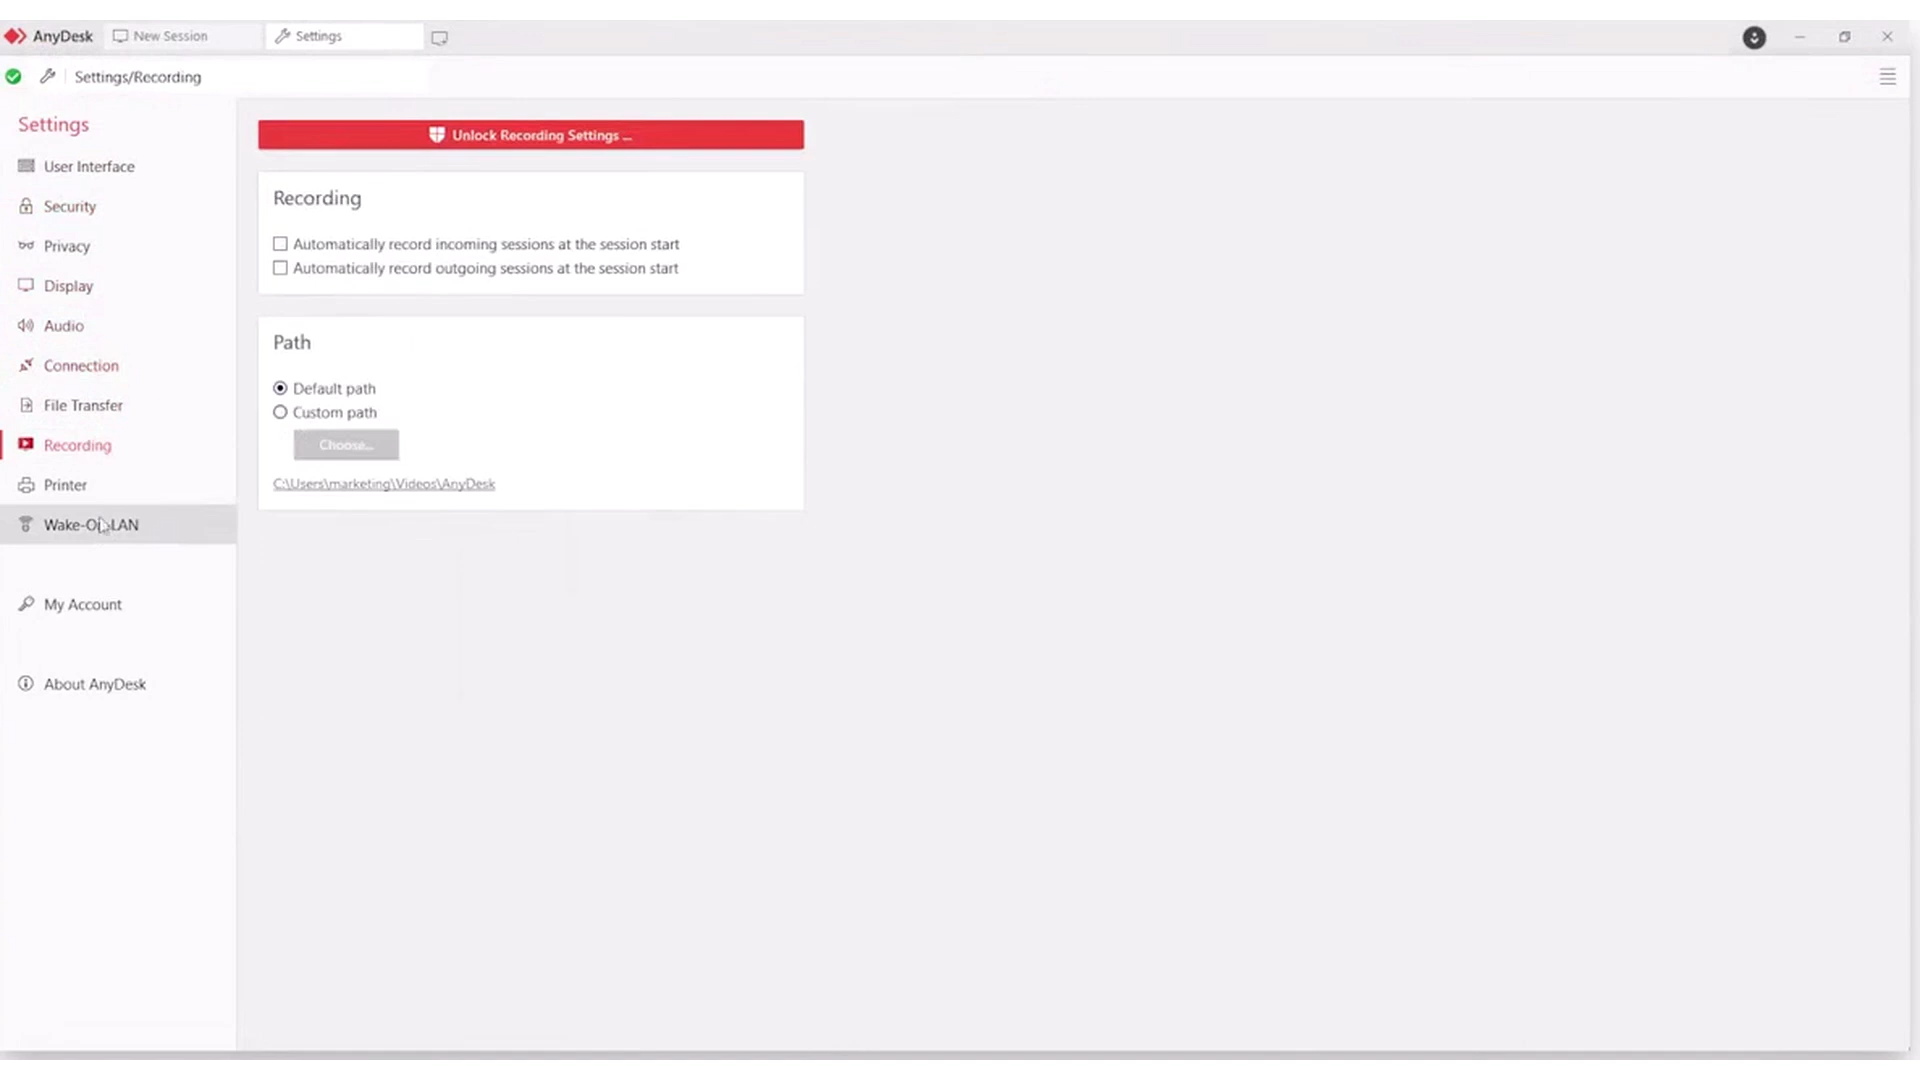 AnyDesk
New Session
Settings
Settings/Recording
Settings
User Interface
Security
Privacy
Display
Audio
Connection
File Transfer
Recording
Printer
Wake-On-LAN
My Account
About AnyDesk
Unlock Recording Settings ...
Recording
Automatically record incoming sessions at the session start
Automatically record outgoing sessions at the session start
Path
Default path
Custom path
Choose...
C:\Users\marketing\Videos\AnyDesk